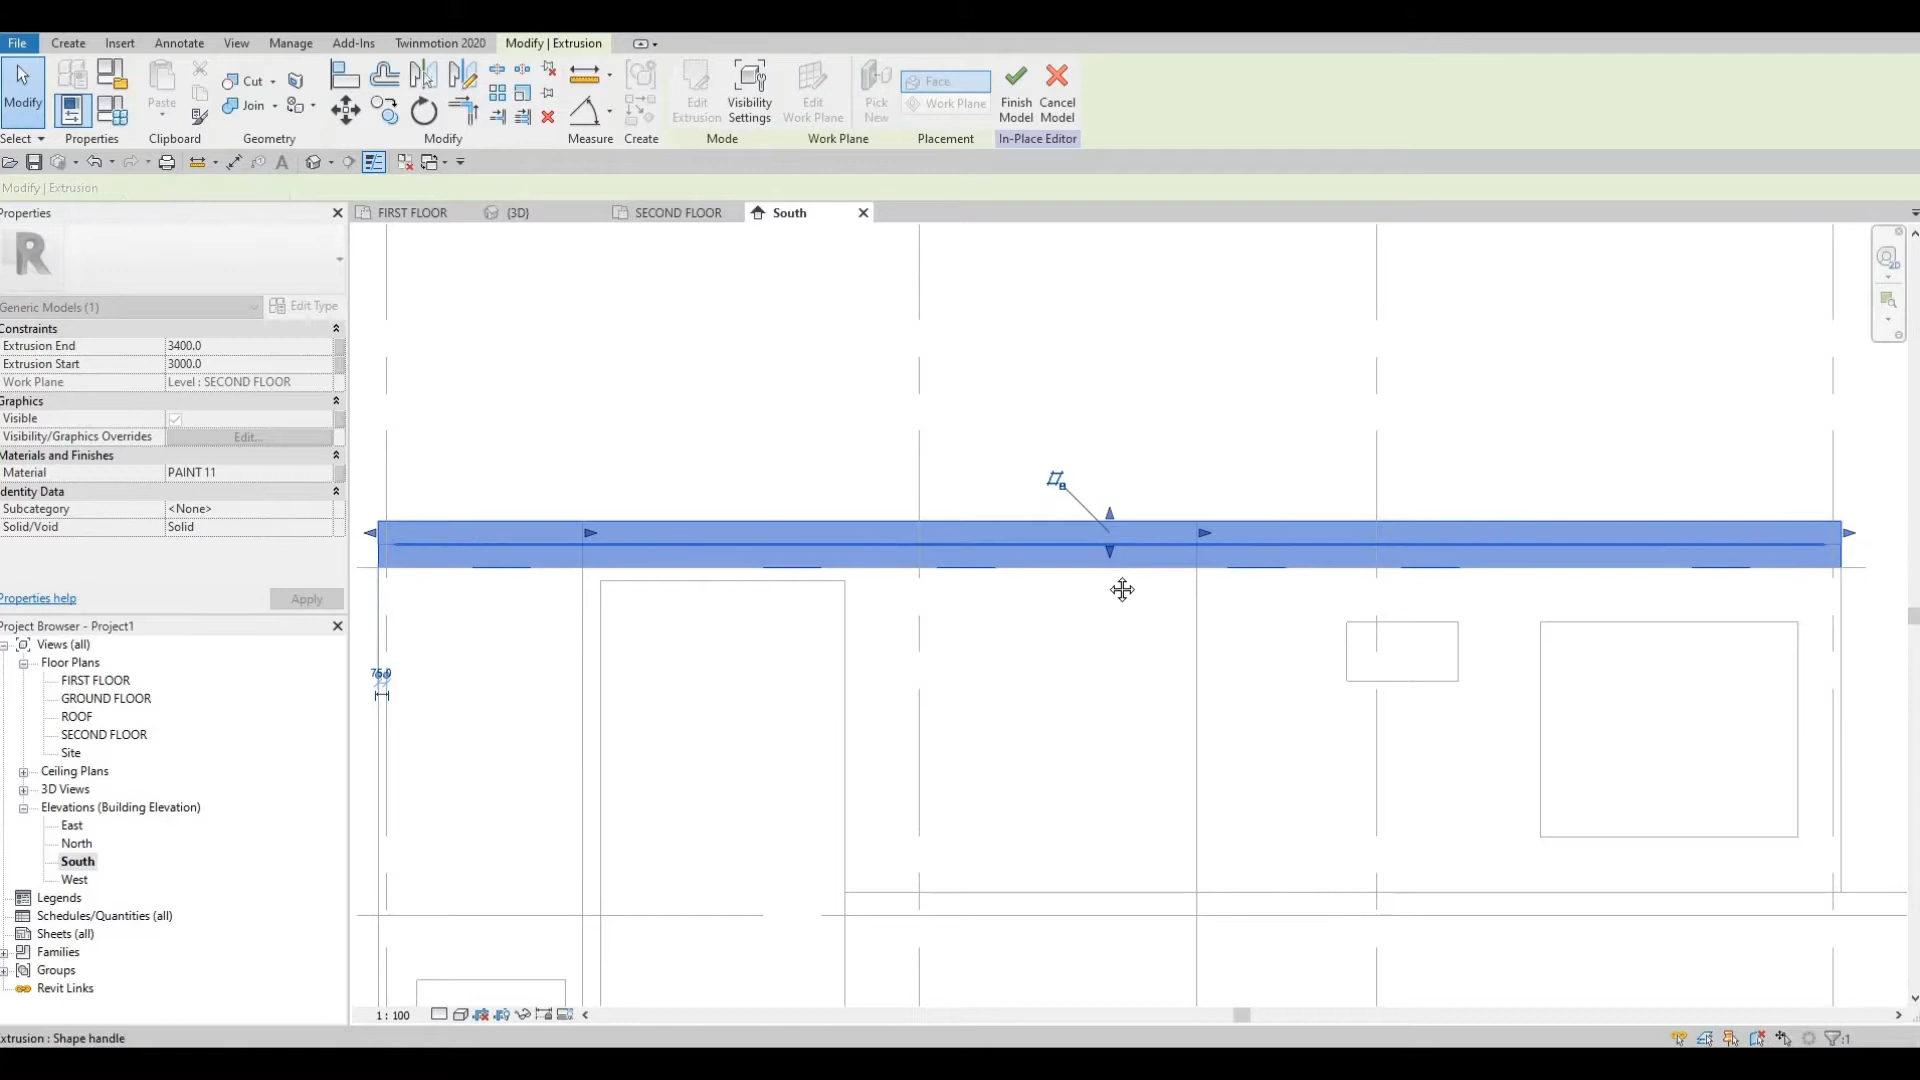 File Create Insert Annotate View Manage Add-Ins Twinmotion 2020 Modify | Extrusion
Modify
Paste
Cut
Join
Edit Extrusion
Visibility Settings
Edit Work Plane
Pick New
Face
Work Plane
Finish Model
Cancel Model
Select Properties Clipboard Geometry Modify Measure Create Mode Work Plane Placement In-Place Editor
Modify | Extrusion
Properties
FIRST FLOOR {3D} SECOND FLOOR South
R
Generic Models (1) Edit Type
Constraints
Extrusion End 3400.0
Extrusion Start 3000.0
Work Plane Level : SECOND FLOOR
Graphics
Visible
Visibility/Graphics Overrides Edit...
Materials and Finishes
Material PAINT 11
Identity Data
Subcategory <None>
Solid/Void Solid
Properties help Apply
Project Browser - Project1
Views (all)
Floor Plans
FIRST FLOOR
GROUND FLOOR
ROOF
SECOND FLOOR
Site
Ceiling Plans
3D Views
Elevations (Building Elevation)
East
North
South
West
Legends
Schedules/Quantities (all)
Sheets (all)
Families
Groups
Revit Links
75.0
2D
1 : 100
Extrusion : Shape handle
:1